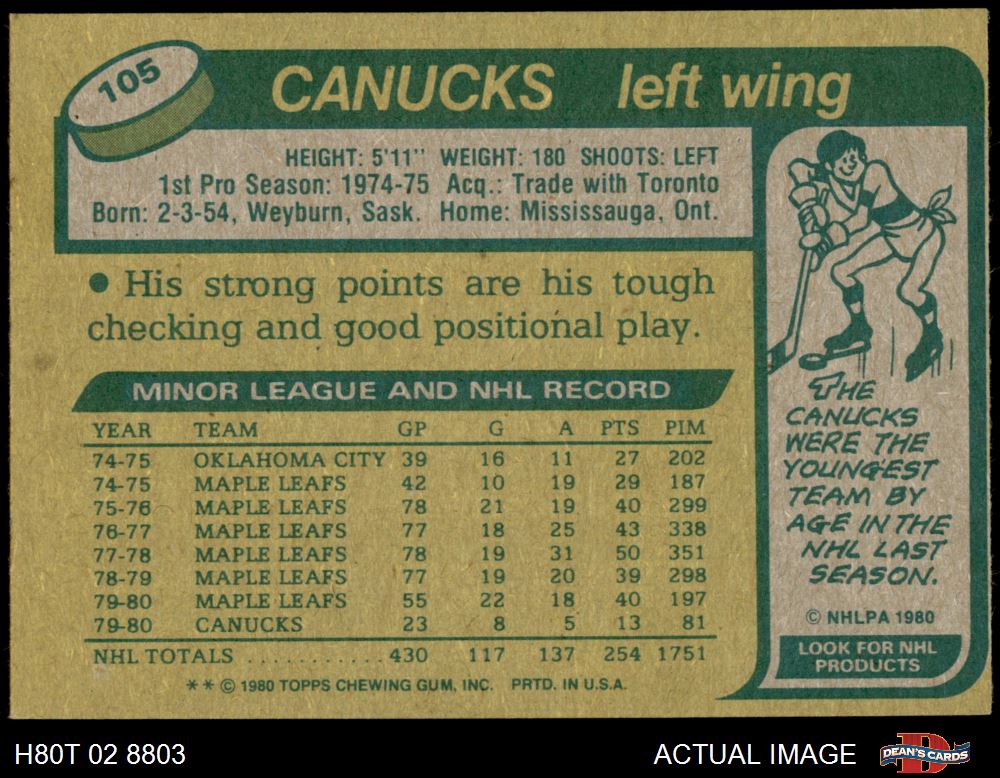 105
CANUCKS left wing
HEIGHT: 5'11" WEIGHT: 180 SHOOTS: LEFT
1st Pro Season: 1974-75 Acq.: Trade with Toronto
Born: 2-3-54, Weyburn, Sask. Home: Mississauga, Ont.
● His strong points are his tough
checking and good positional play.
MINOR LEAGUE AND NHL RECORD
YEAR TEAM GP G A PTS PIM
74-75 OKLAHOMA CITY 39 16 11 27 202
74-75 MAPLE LEAFS 42 10 19 29 187
75-76 MAPLE LEAFS 78 21 19 40 299
76-77 MAPLE LEAFS 77 18 25 43 338
77-78 MAPLE LEAFS 78 19 31 50 351
78-79 MAPLE LEAFS 77 19 20 39 298
79-80 MAPLE LEAFS 55 22 18 40 197
79-80 CANUCKS 23 8 5 13 81
NHL TOTALS ........... 430 117 137 254 1751
** © 1980 TOPPS CHEWING GUM, INC. PRTD. IN U.S.A.
THE
CANUCKS
WERE THE
YOUNGEST
TEAM BY
AGE IN THE
NHL LAST
SEASON.
© NHLPA 1980
LOOK FOR NHL
PRODUCTS
H80T 02 8803
ACTUAL IMAGE
D
DEAN'S CARDS